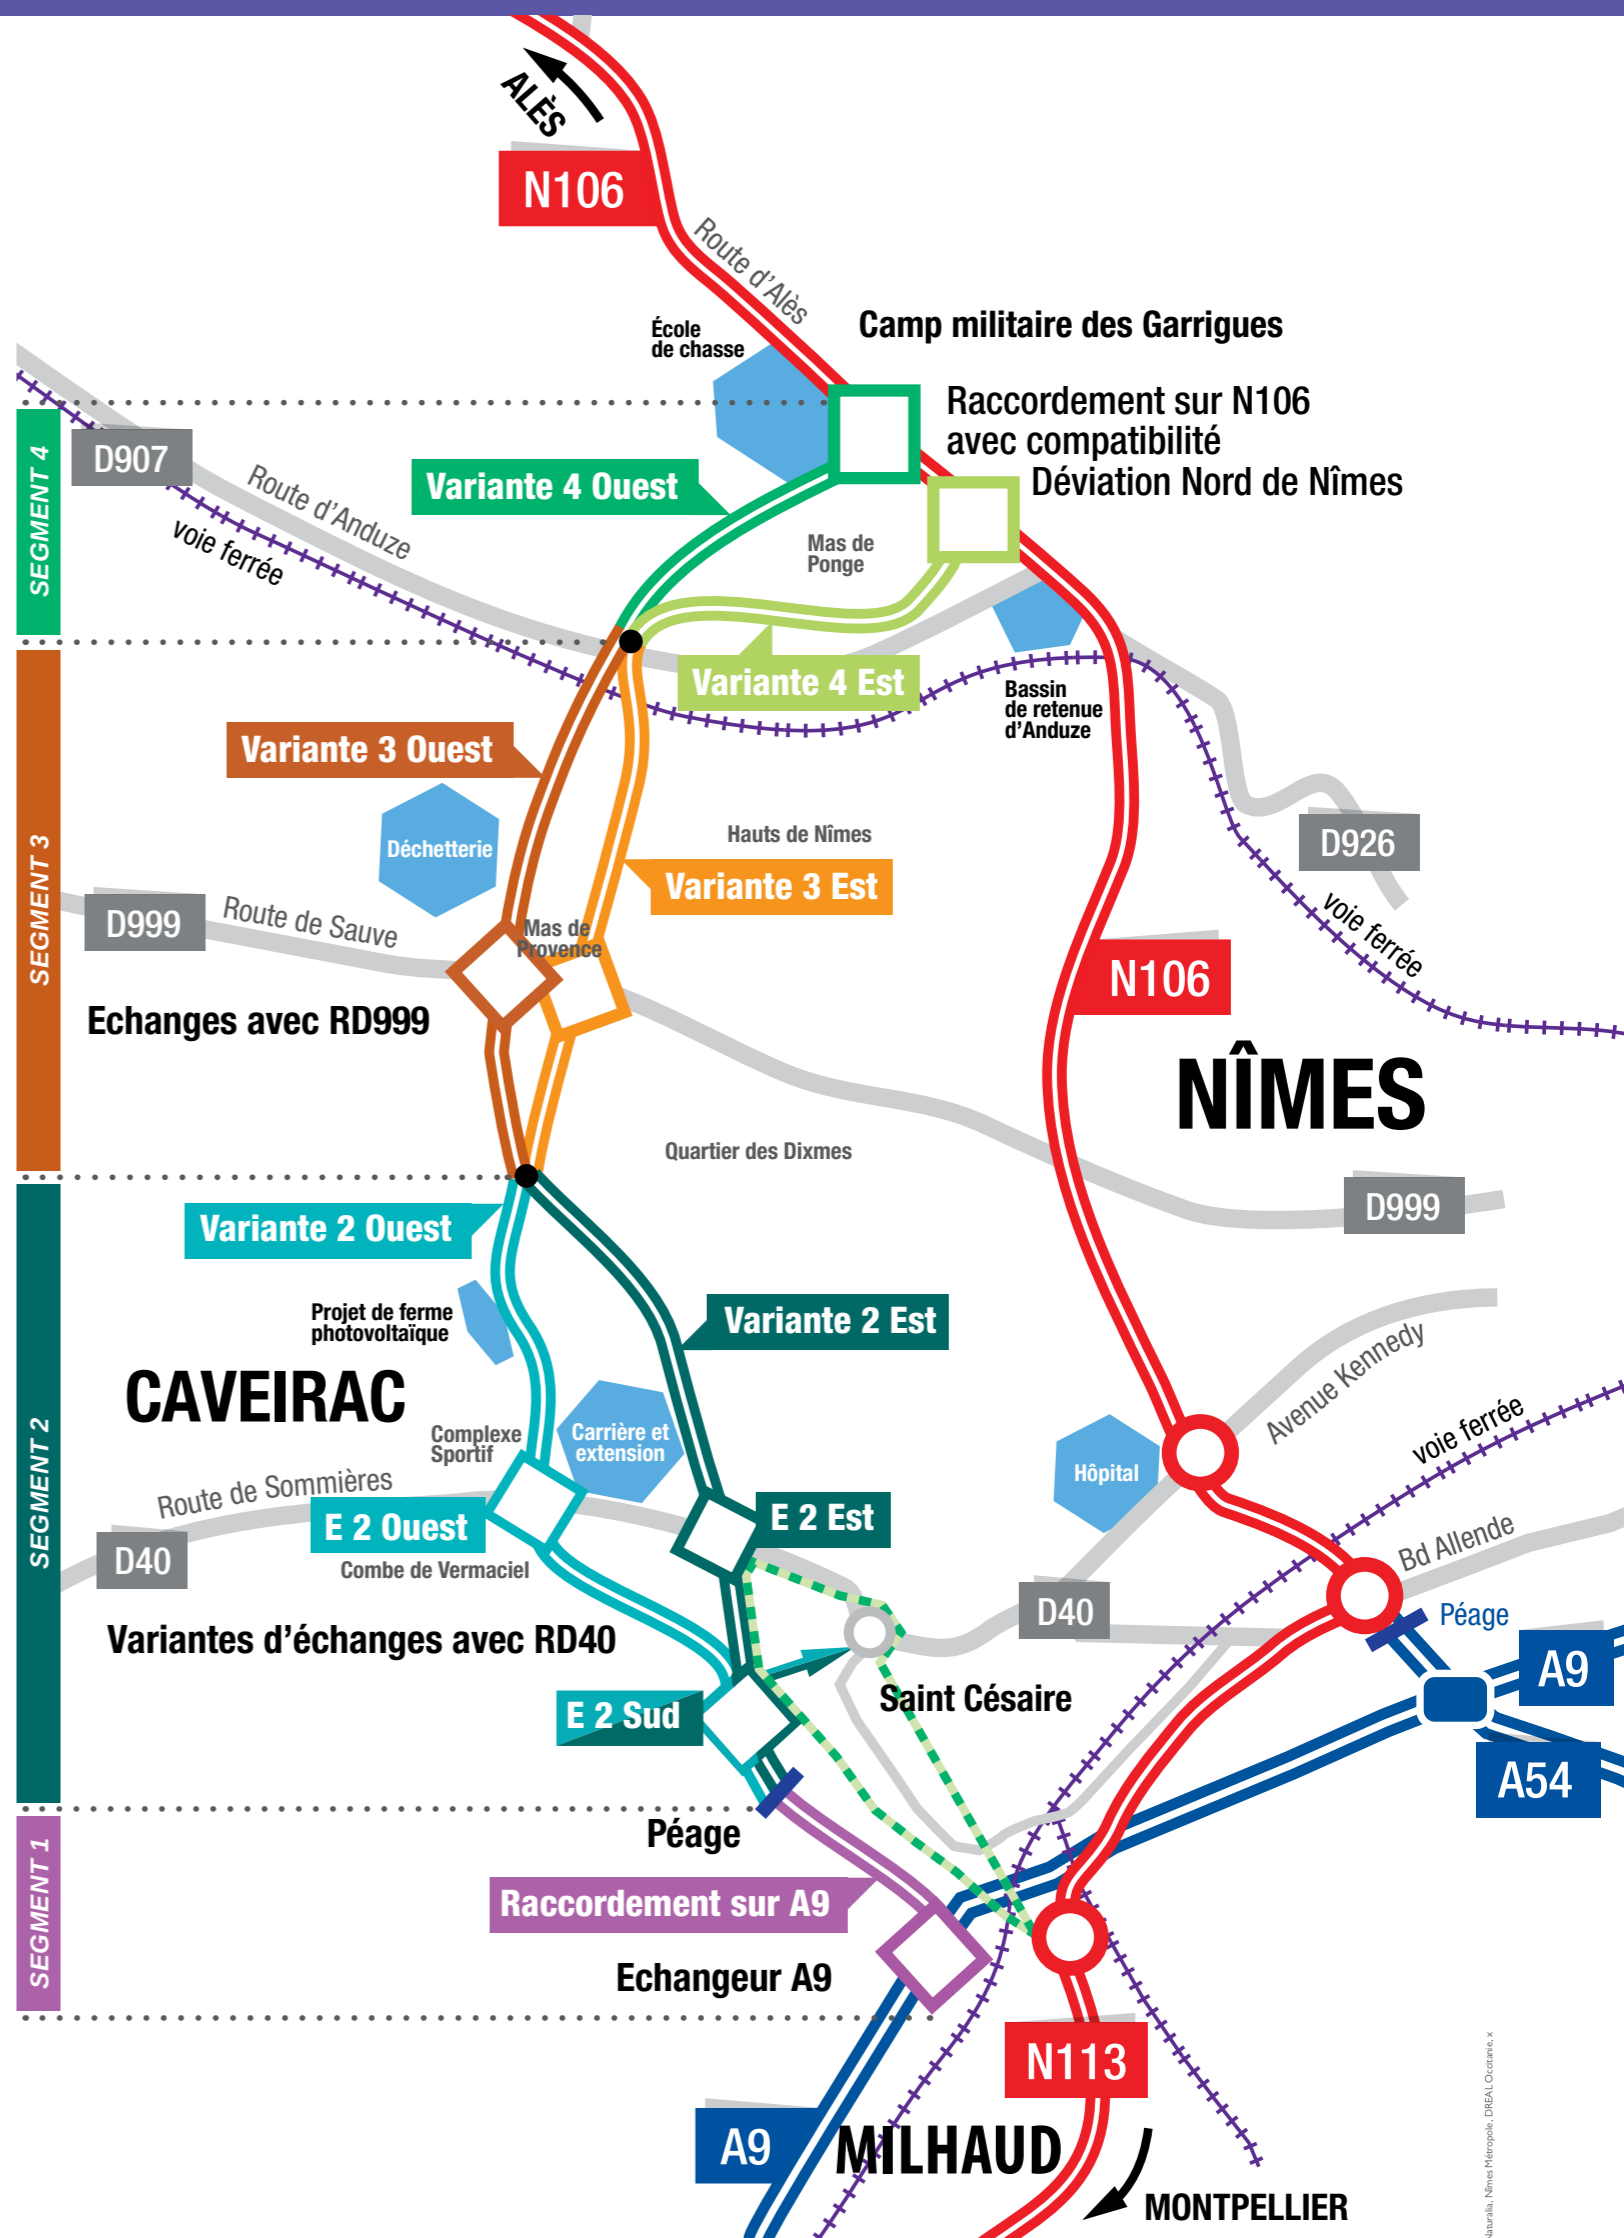 ALÈS
N106
Route d'Alès
École
de chasse
Camp militaire des Garrigues
Raccordement sur N106
avec compatibilité
Déviation Nord de Nîmes
SEGMENT 4
D907
Route d'Anduze
voie ferrée
Variante 4 Ouest
Mas de
Ponge
Variante 4 Est
Bassin
de retenue
d'Anduze
SEGMENT 3
Variante 3 Ouest
Déchetterie
Hauts de Nîmes
Variante 3 Est
D926
voie ferrée
D999
Route de Sauve
Mas de
Provence
N106
Echanges avec RD999
NÎMES
Quartier des Dixmes
D999
SEGMENT 2
Variante 2 Ouest
Projet de ferme
photovoltaïque
Variante 2 Est
CAVEIRAC
Avenue Kennedy
Complexe
Sportif
Carrière et
extension
voie ferrée
Hôpital
Route de Sommières
E 2 Ouest
E 2 Est
Bd Allende
D40
Combe de Vermaciel
D40
Péage
Variantes d'échanges avec RD40
A9
E 2 Sud
Saint Césaire
A54
SEGMENT 1
Péage
Raccordement sur A9
Echangeur A9
N113
A9
MILHAUD
MONTPELLIER
Naturalia, Nîmes Métropole, DREAL Occitanie, x